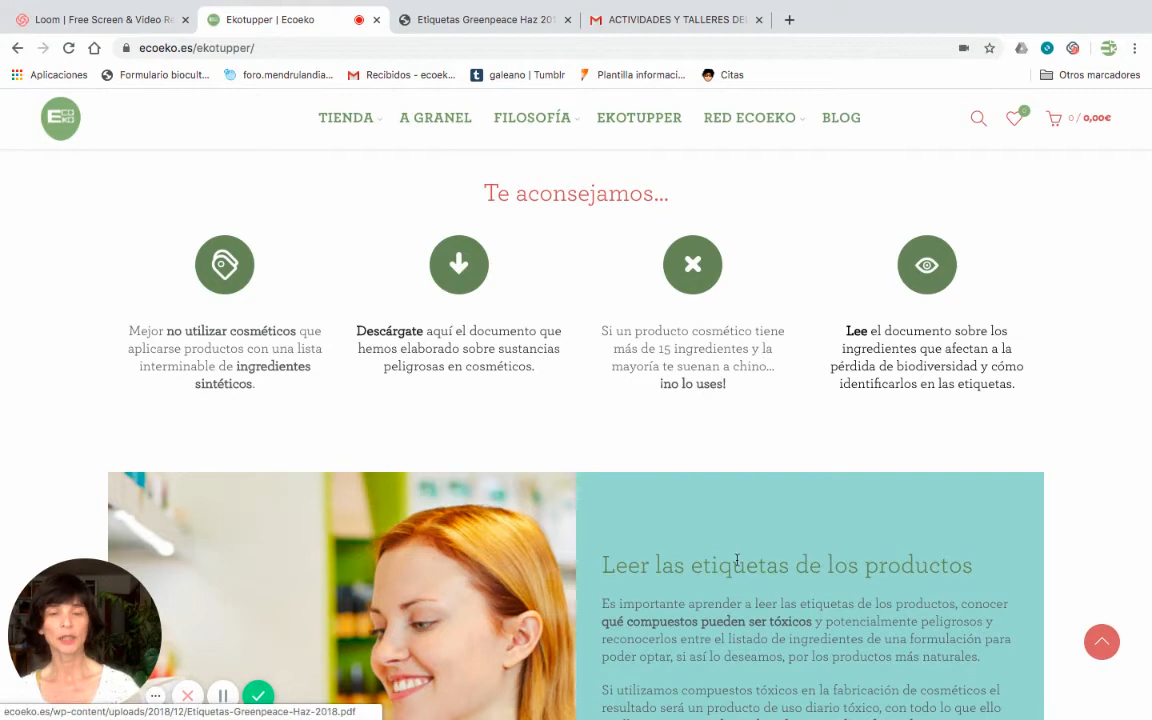 Loom | Free Screen & Video Re
Ekotupper | Ecoeko
Etiquetas Greenpeace Haz 201
ACTIVIDADES Y TALLERES DEL
ecoeko.es/ekotupper/
Aplicaciones
Formulario biocult...
foro.mendrulandia...
Recibidos - ecoek...
galeano | Tumblr
Plantilla informaci...
Citas
Otros marcadores
ECO
EKO
TIENDA
A GRANEL
FILOSOFÍA
EKOTUPPER
RED ECOEKO
BLOG
0
0 / 0,00€
Te aconsejamos...
Mejor no utilizar cosméticos que
aplicarse productos con una lista
interminable de ingredientes
sintéticos.
Descárgate aquí el documento que
hemos elaborado sobre sustancias
peligrosas en cosméticos.
Si un producto cosmético tiene
más de 15 ingredientes y la
mayoría te suenan a chino...
¡no lo uses!
Lee el documento sobre los
ingredientes que afectan a la
pérdida de biodiversidad y cómo
identificarlos en las etiquetas.
Leer las etiquetas de los productos
Es importante aprender a leer las etiquetas de los productos, conocer
qué compuestos pueden ser tóxicos y potencialmente peligrosos y
reconocerlos entre el listado de ingredientes de una formulación para
poder optar, si así lo deseamos, por los productos más naturales.
Si utilizamos compuestos tóxicos en la fabricación de cosméticos el
resultado será un producto de uso diario tóxico, con todo lo que ello
ecoeko.es/wp-content/uploads/2018/12/Etiquetas-Greenpeace-Haz-2018.pdf